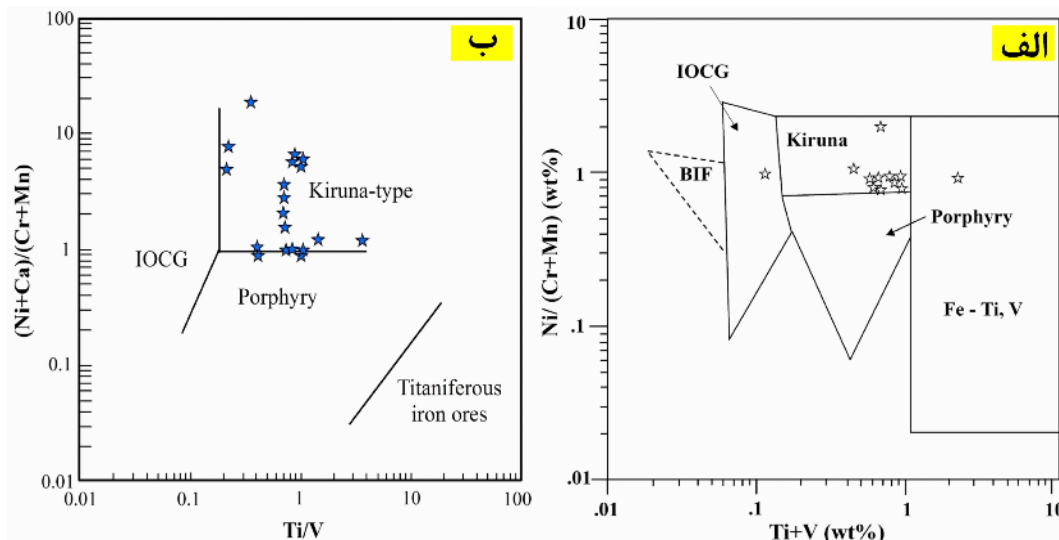 ب
100
10
1
0.1
0.01
(Ni+Ca)/(Cr+Mn)
IOCG
Kiruna-type
Porphyry
Titaniferous
iron ores
0.01
0.1
1
10
100
Ti/V
الف
10
1
.1
.01
Ni/ (Cr+Mn) (wt%)
IOCG
Kiruna
BIF
Porphyry
Fe - Ti, V
.01
.1
1
10
Ti+V (wt%)